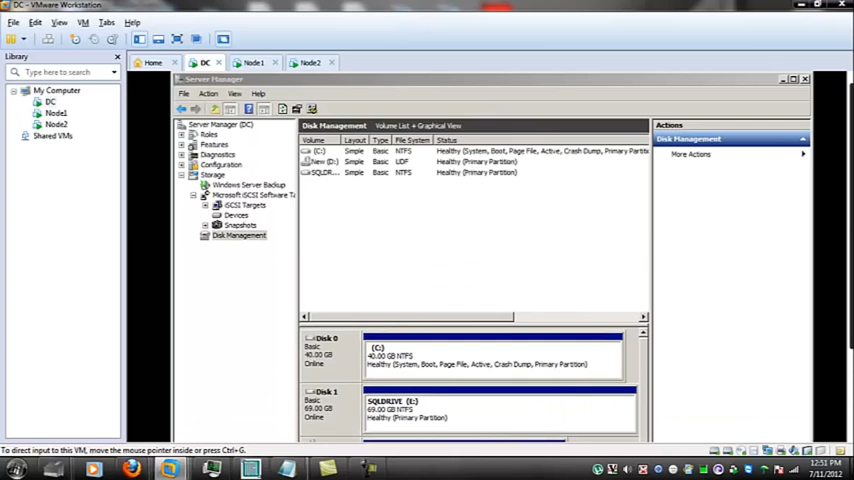 DC - VMware Workstation
File Edit View VM Tabs Help
Library
Home
DC
Node1
Node2
Type here to search
My Computer
DC
Node1
Node2
Shared VMs
Server Manager
File Action View Help
Server Manager (DC)
Roles
Features
Diagnostics
Configuration
Storage
Windows Server Backup
Microsoft iSCSI Software Ta
iSCSI Targets
Devices
Snapshots
Disk Management
Disk Management Volume List + Graphical View
Volume Layout Type File System Status
(C:) Simple Basic NTFS Healthy (System, Boot, Page File, Active, Crash Dump, Primary Partitio
New (D:) Simple Basic UDF Healthy (Primary Partition)
SQLDR... Simple Basic NTFS Healthy (Primary Partition)
Disk 0
Basic
40.00 GB
Online
(C:)
40.00 GB NTFS
Healthy (System, Boot, Page File, Active, Crash Dump, Primary Partition)
Disk 1
Basic
69.00 GB
Online
SQLDRIVE (E:)
69.00 GB NTFS
Healthy (Primary Partition)
Actions
Disk Management
More Actions
To direct input to this VM, move the mouse pointer inside or press Ctrl+G.
12:51 PM
7/11/2012